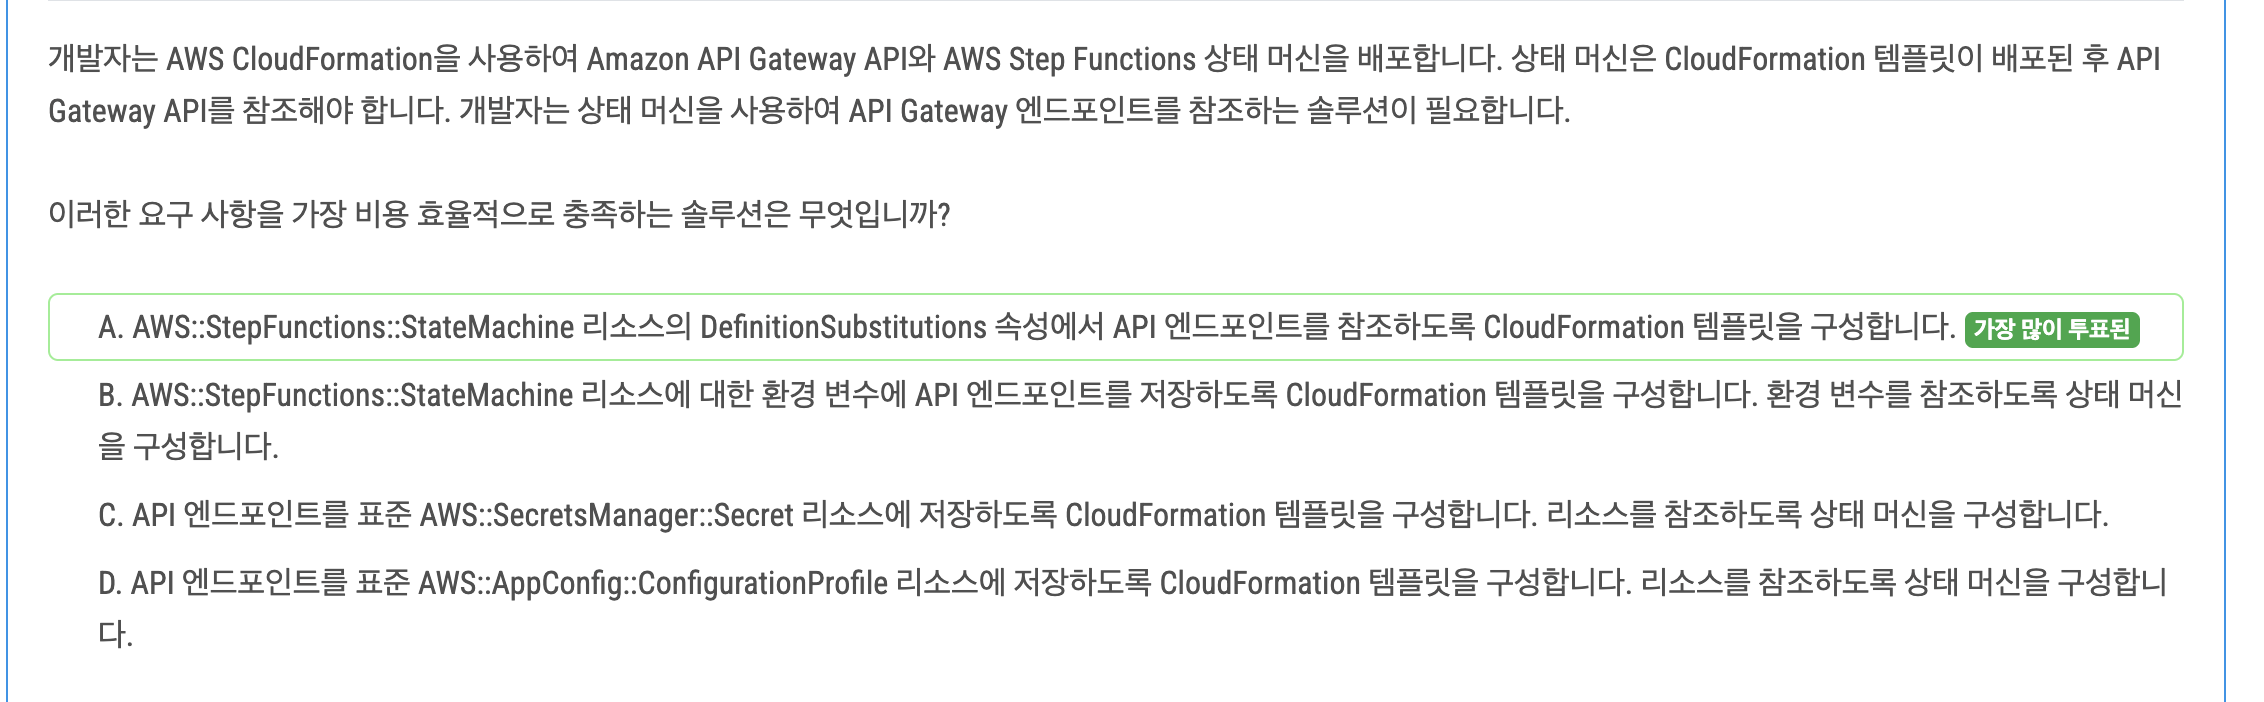 개발자는 AWS CloudFormation을 사용하여 Amazon API Gateway API와 AWS Step Functions 상태 머신을 배포합니다. 상태 머신은 CloudFormation 템플릿이 배포된 후 API
Gateway API를 참조해야 합니다. 개발자는 상태 머신을 사용하여 API Gateway 엔드포인트를 참조하는 솔루션이 필요합니다.
이러한 요구 사항을 가장 비용 효율적으로 충족하는 솔루션은 무엇입니까?
A. AWS::StepFunctions::StateMachine 리소스의 DefinitionSubstitutions 속성에서 API 엔드포인트를 참조하도록 CloudFormation 템플릿을 구성합니다. 가장 많이 투표된
B. AWS::StepFunctions::StateMachine 리소스에 대한 환경 변수에 API 엔드포인트를 저장하도록 CloudFormation 템플릿을 구성합니다. 환경 변수를 참조하도록 상태 머신
을 구성합니다.
C. API 엔드포인트를 표준 AWS::SecretsManager::Secret 리소스에 저장하도록 CloudFormation 템플릿을 구성합니다. 리소스를 참조하도록 상태 머신을 구성합니다.
D. API 엔드포인트를 표준 AWS::AppConfig::ConfigurationProfile 리소스에 저장하도록 CloudFormation 템플릿을 구성합니다. 리소스를 참조하도록 상태 머신을 구성합니
다.